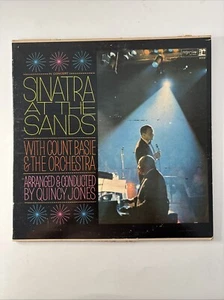 SINATRA
AT THE
SANDS
WITH COUNT BASIE
& THE ORCHESTRA
ARRANGED & CONDUCTED
BY QUINCY JONES